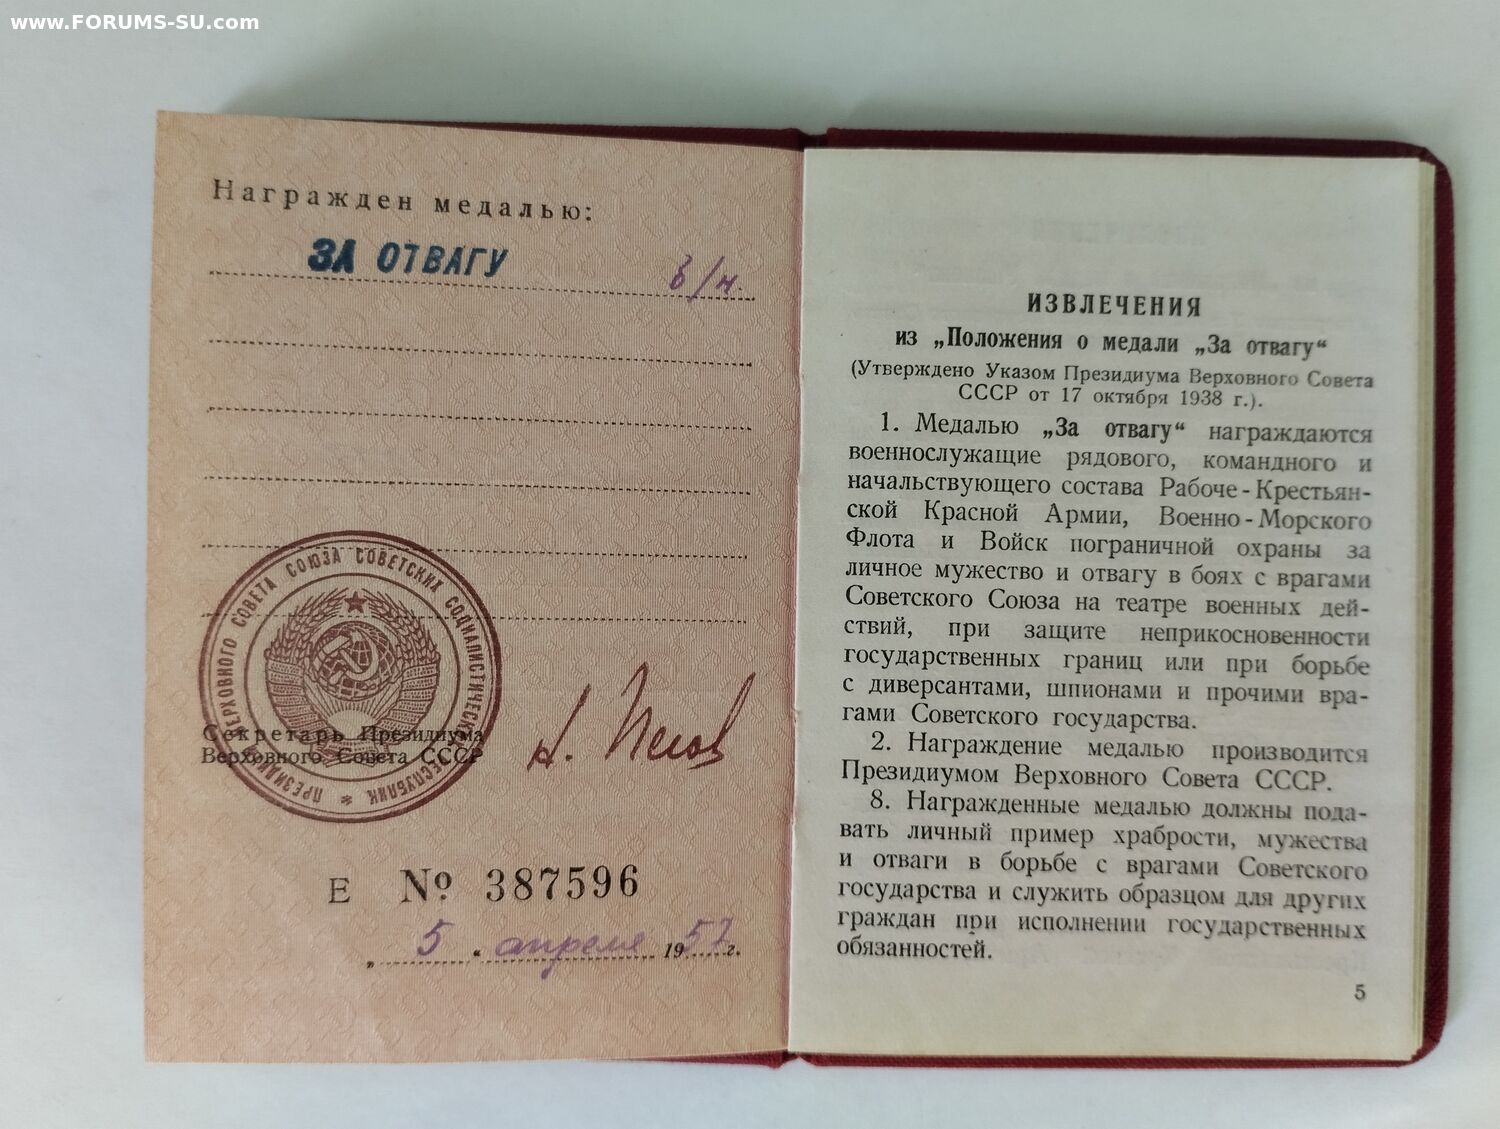 www.FORUMS-SU.com
Награжден медалью:
ЗА ОТВАГУ б/н.
ПРЕЗИДИУМ ВЕРХОВНОГО СОВЕТА СОЮЗА СОВЕТСКИХ СОЦИАЛИСТИЧЕСКИХ РЕСПУБЛИК *
Секретарь Президиума
Верховного Совета СССР
Е № 387596
„5“ апреля 1957 г.
ИЗВЛЕЧЕНИЯ
из „Положения о медали „За отвагу“
(Утверждено Указом Президиума Верховного Совета
СССР от 17 октября 1938 г.).
1. Медалью „За отвагу“ награждаются
военнослужащие рядового, командного и
начальствующего состава Рабоче-Крестьян-
ской Красной Армии, Военно-Морского
Флота и Войск пограничной охраны за
личное мужество и отвагу в боях с врагами
Советского Союза на театре военных дей-
ствий, при защите неприкосновенности
государственных границ или при борьбе
с диверсантами, шпионами и прочими вра-
гами Советского государства.
2. Награждение медалью производится
Президиумом Верховного Совета СССР.
8. Награжденные медалью должны пода-
вать личный пример храбрости, мужества
и отваги в борьбе с врагами Советского
государства и служить образцом для других
граждан при исполнении государственных
обязанностей.
5